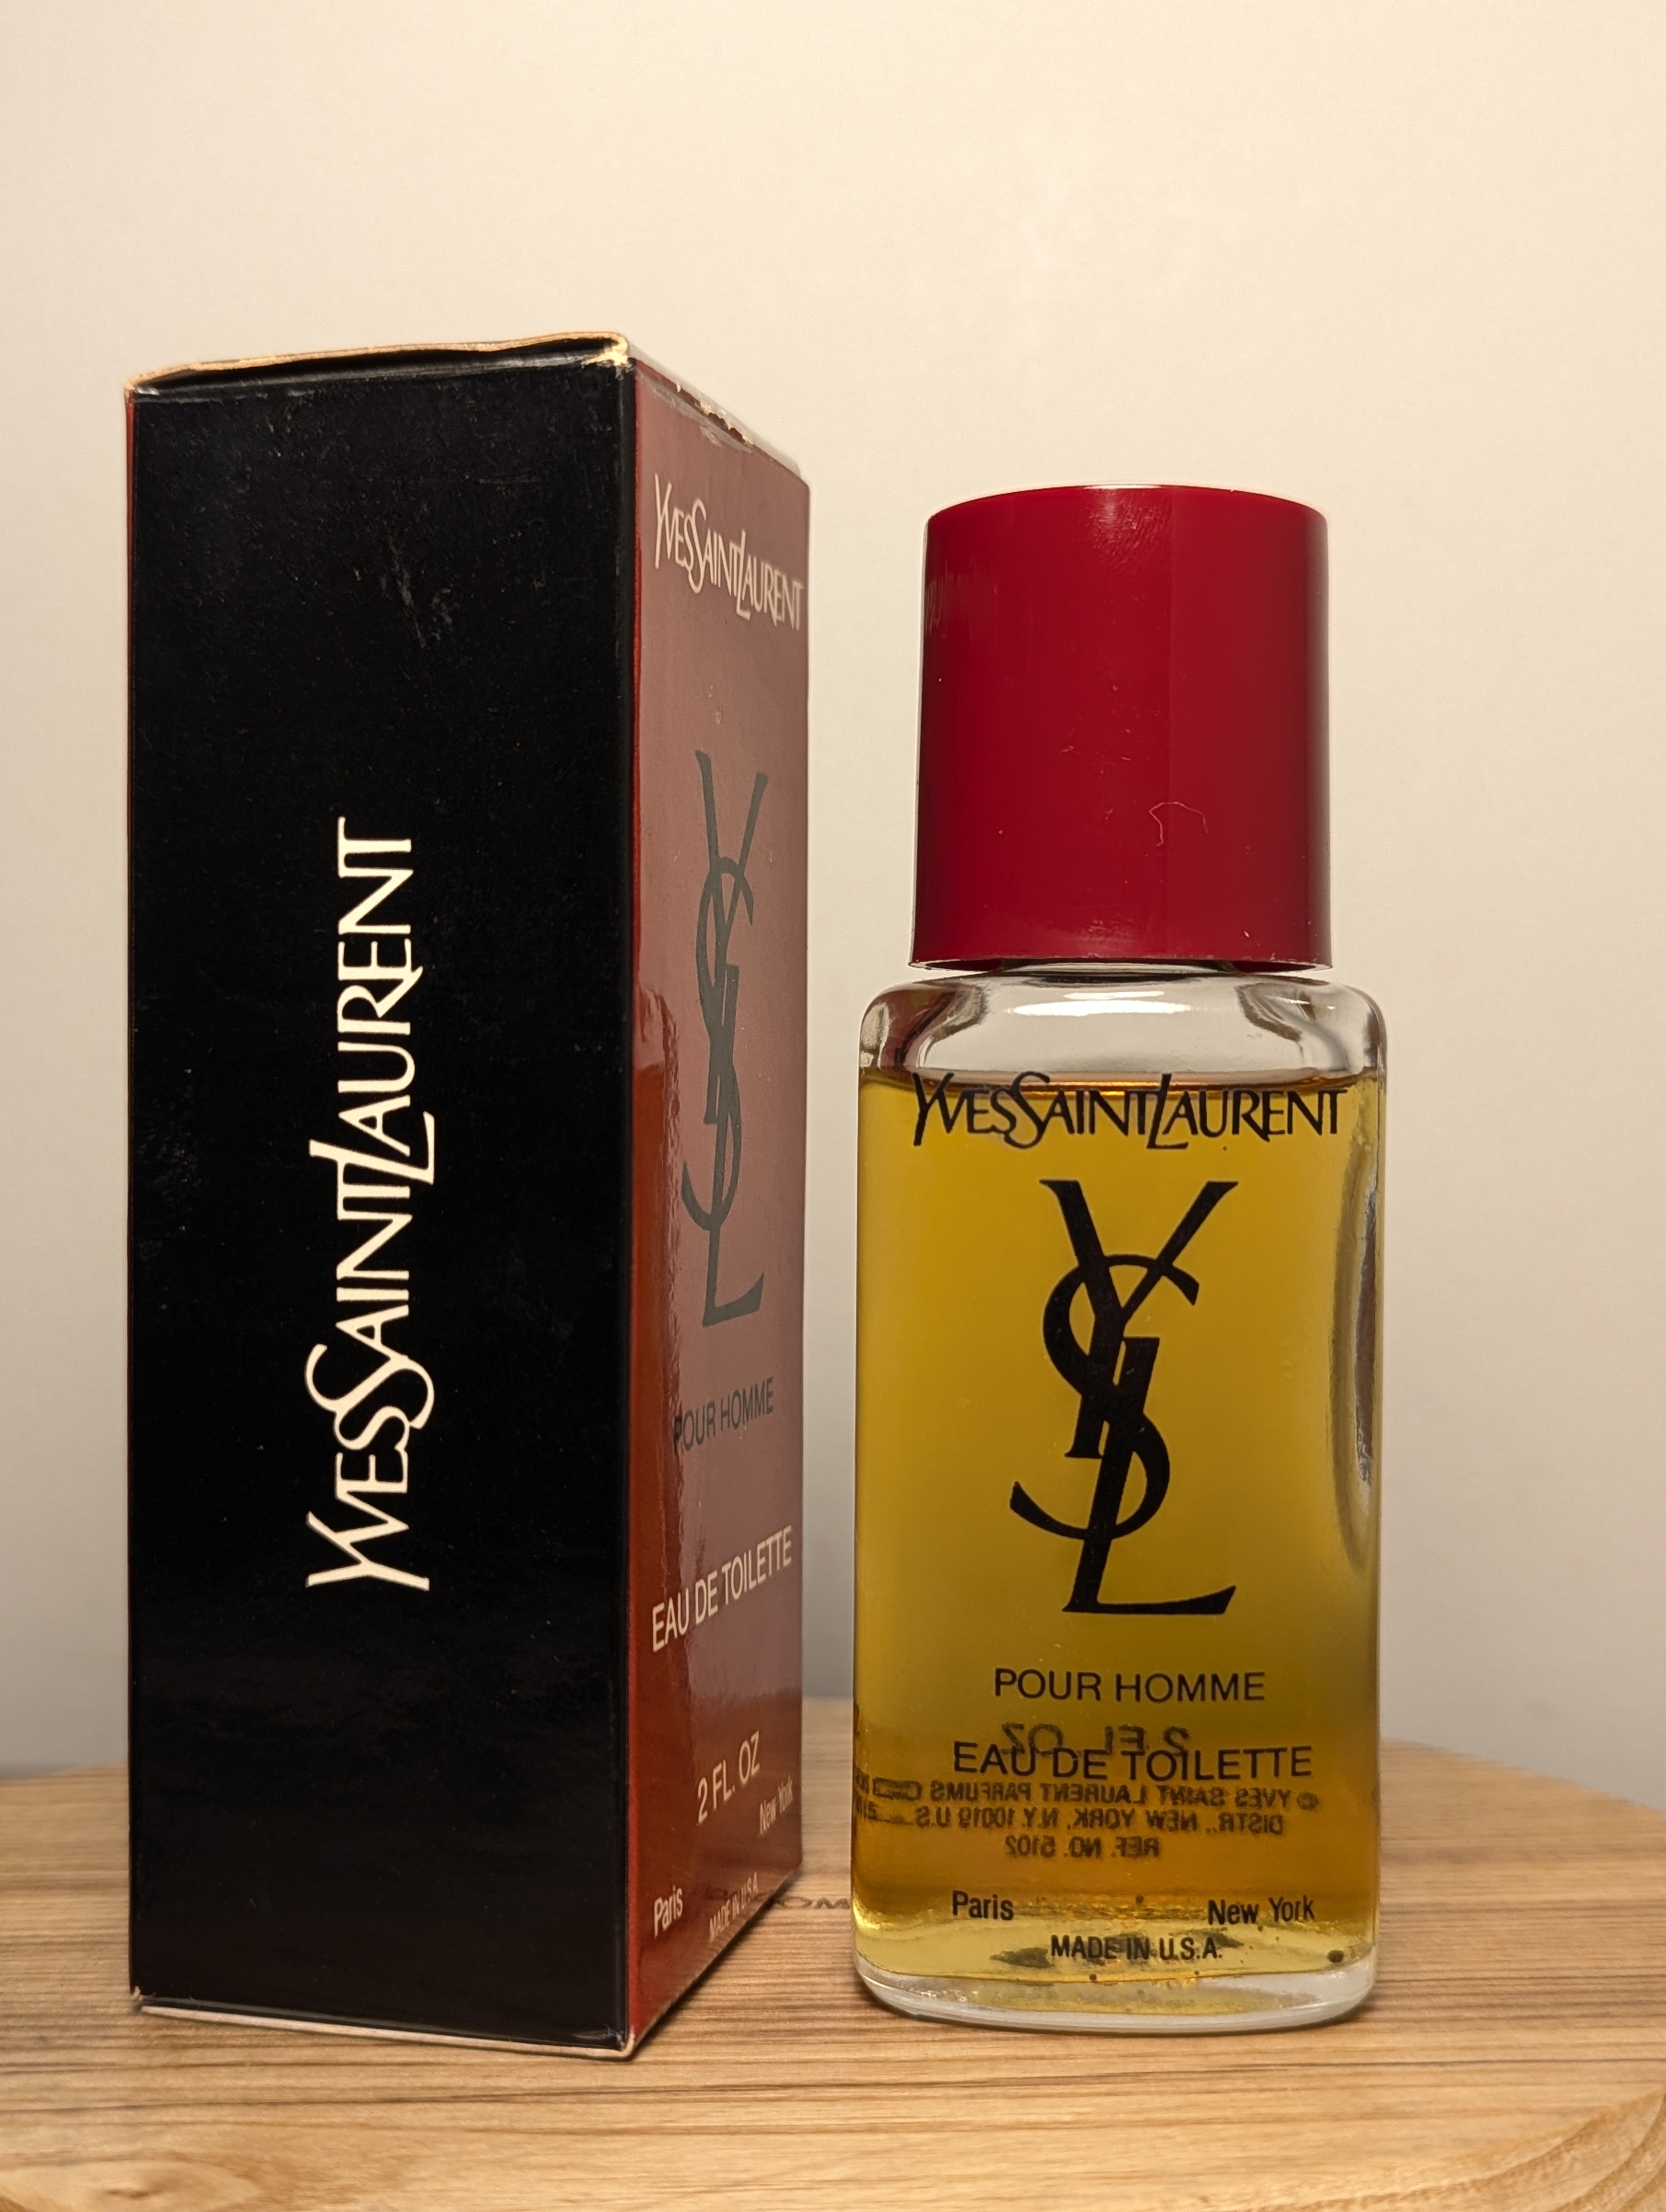 YVESSAINTLAURENT
YVESSAINTLAURENT
YSL
POUR HOMME
EAU DE TOILETTE
2 FL. OZ
Paris New York
MADE IN U.S.A.
YVESSAINTLAURENT
YSL
POUR HOMME
EAU DE TOILETTE
2 FL. OZ
© YVES SAINT LAURENT PARFUMS
DISTR., NEW YORK, N.Y. 10019 U.S.
REF. NO. 5102
Paris New York
MADE IN U.S.A.